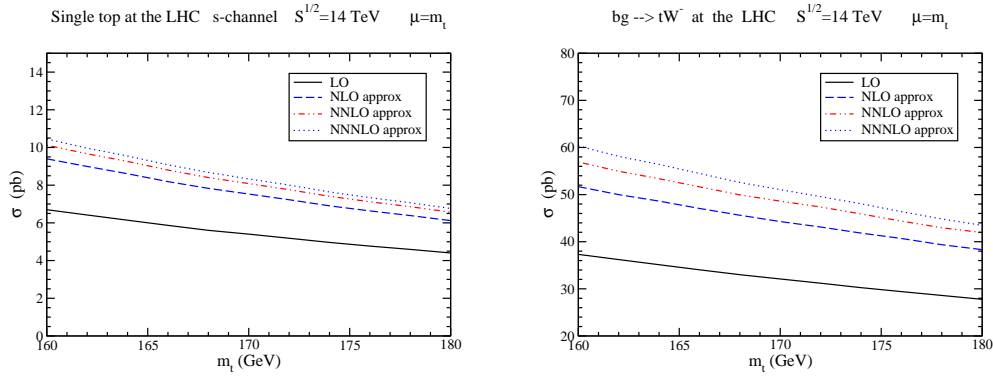 Single top at the LHC s-channel S^1/2=14 TeV μ=m_t
14
12
10
8
6
4
2
0
σ (pb)
LO
NLO approx
NNLO approx
NNNLO approx
160 165 170 175 180
m_t (GeV)
bg --> tW^- at the LHC S^1/2=14 TeV μ=m_t
80
70
60
50
40
30
20
σ (pb)
LO
NLO approx
NNLO approx
NNNLO approx
160 165 170 175 180
m_t (GeV)